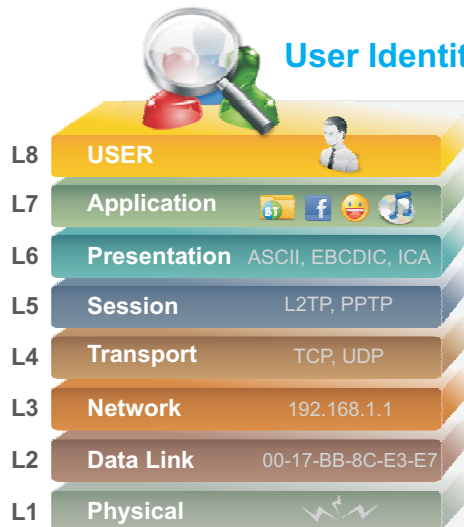 User Identit
L8 USER
L7 Application BT f
L6 Presentation ASCII, EBCDIC, ICA
L5 Session L2TP, PPTP
L4 Transport TCP, UDP
L3 Network 192.168.1.1
L2 Data Link 00-17-BB-8C-E3-E7
L1 Physical